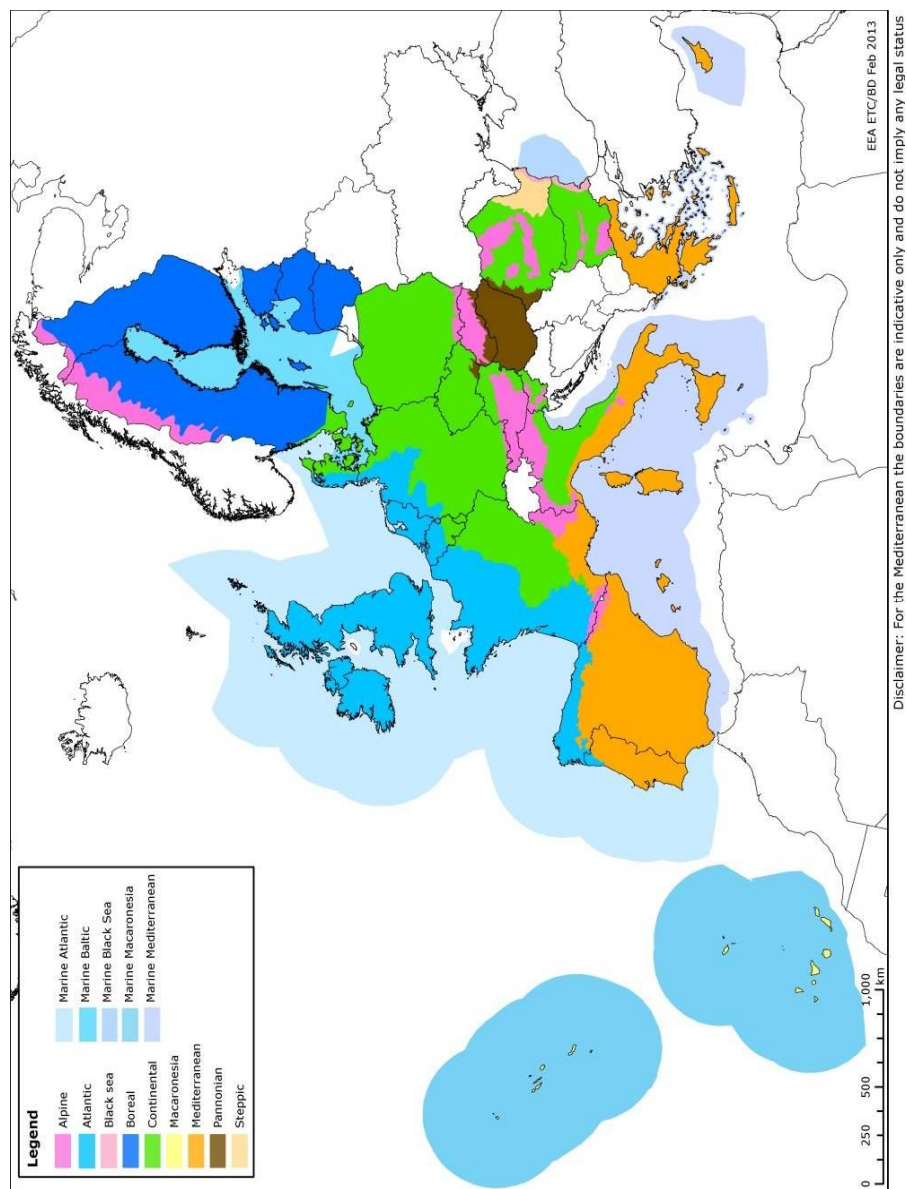 Legend
Alpine
Atlantic
Black sea
Boreal
Continental
Macaronesia
Mediterranean
Pannonian
Steppic
Marine Atlantic
Marine Baltic
Marine Black Sea
Marine Macaronesia
Marine Mediterranean
0 250 500 1,000
km
EEA ETC/BD Feb 2013
Disclaimer: For the Mediterranean the boundaries are indicative only and do not imply any legal status